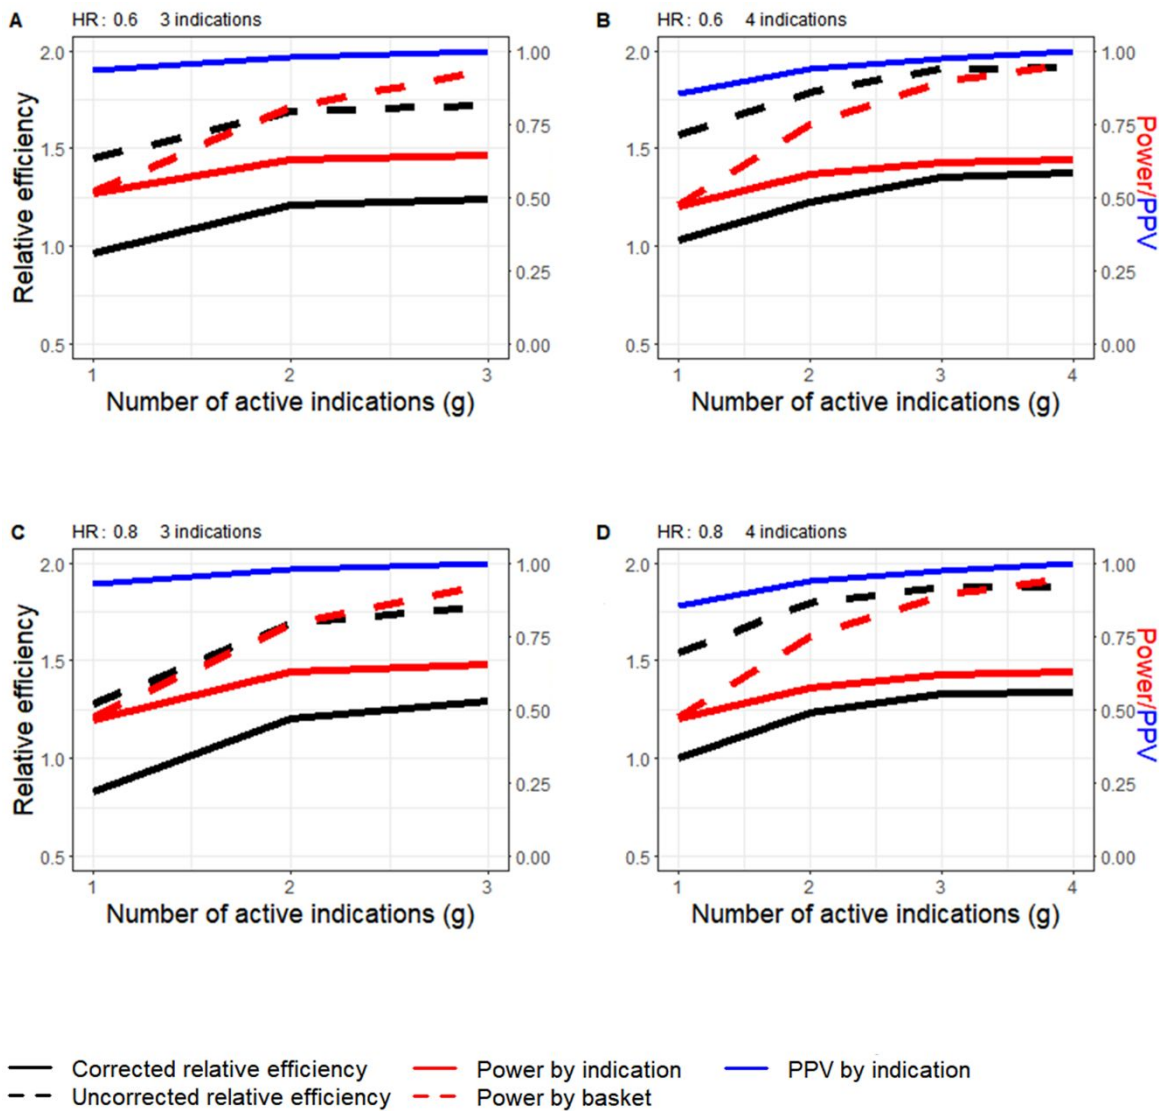 A HR: 0.6 3 indications
2.0
1.5
1.0
0.5
1.00
0.75
0.50
0.25
0.00
Relative efficiency
1 2 3
Number of active indications (g)
B HR: 0.6 4 indications
2.0
1.5
1.0
0.5
1.00
0.75
0.50
0.25
0.00
Power/PPV
1 2 3 4
Number of active indications (g)
C HR: 0.8 3 indications
2.0
1.5
1.0
0.5
1.00
0.75
0.50
0.25
0.00
Relative efficiency
1 2 3
Number of active indications (g)
D HR: 0.8 4 indications
2.0
1.5
1.0
0.5
1.00
0.75
0.50
0.25
0.00
Power/PPV
1 2 3 4
Number of active indications (g)
Corrected relative efficiency Power by indication PPV by indication
Uncorrected relative efficiency Power by basket